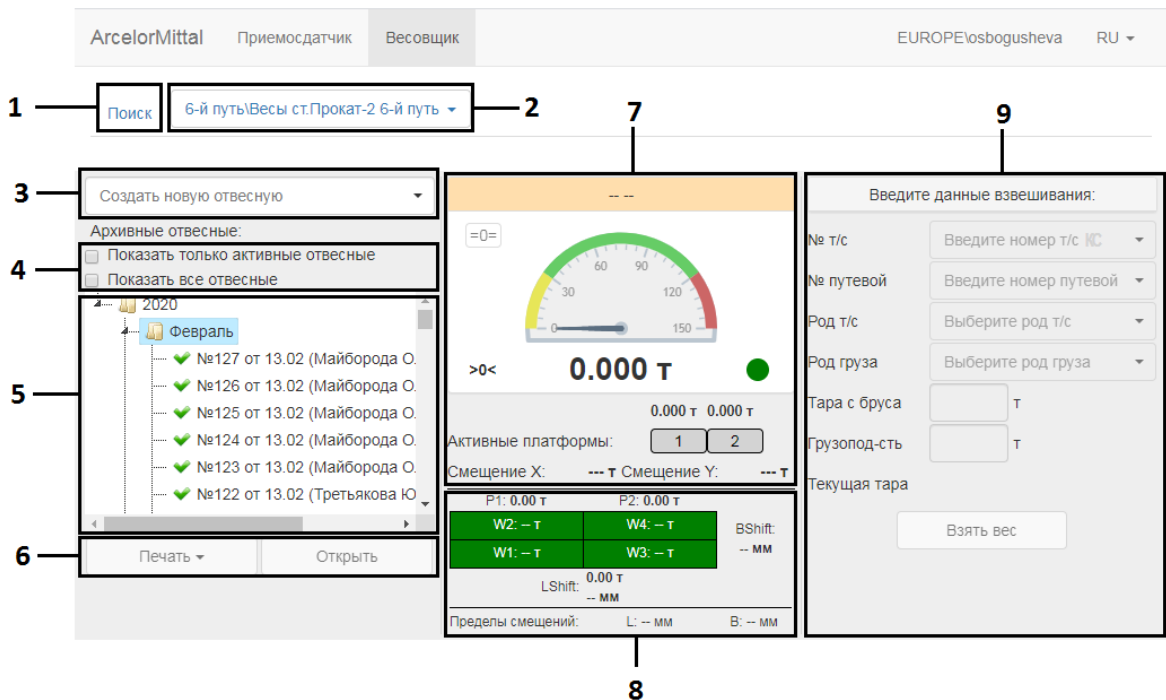 ArcelorMittal Приемосдатчик Весовщик EUROPE\osbogusheva RU
1 Поиск 6-й путь\Весы ст.Прокат-2 6-й путь 2
7
9
3 Создать новую отвесную
Архивные отвесные:
4
Показать только активные отвесные
Показать все отвесные
5
2020
Февраль
№127 от 13.02 (Майборода О.
№126 от 13.02 (Майборода О.
№125 от 13.02 (Майборода О.
№124 от 13.02 (Майборода О.
№123 от 13.02 (Майборода О.
№122 от 13.02 (Третьякова Ю
6 Печать Открыть
-- --
=0=
0 30 60 90 120 150
>0< 0.000 т
0.000 т 0.000 т
Активные платформы: 1 2
Смещение X: --- т Смещение Y: --- т
P1: 0.00 т P2: 0.00 т
W2: -- т W4: -- т
W1: -- т W3: -- т
BShift:
-- мм
LShift: 0.00 т
-- мм
Пределы смещений: L: -- мм B: -- мм
8
Введите данные взвешивания:
№ т/с Введите номер т/с КС
№ путевой Введите номер путевой
Род т/с Выберите род т/с
Род груза Выберите род груза
Тара с бруса т
Грузопод-сть т
Текущая тара
Взять вес